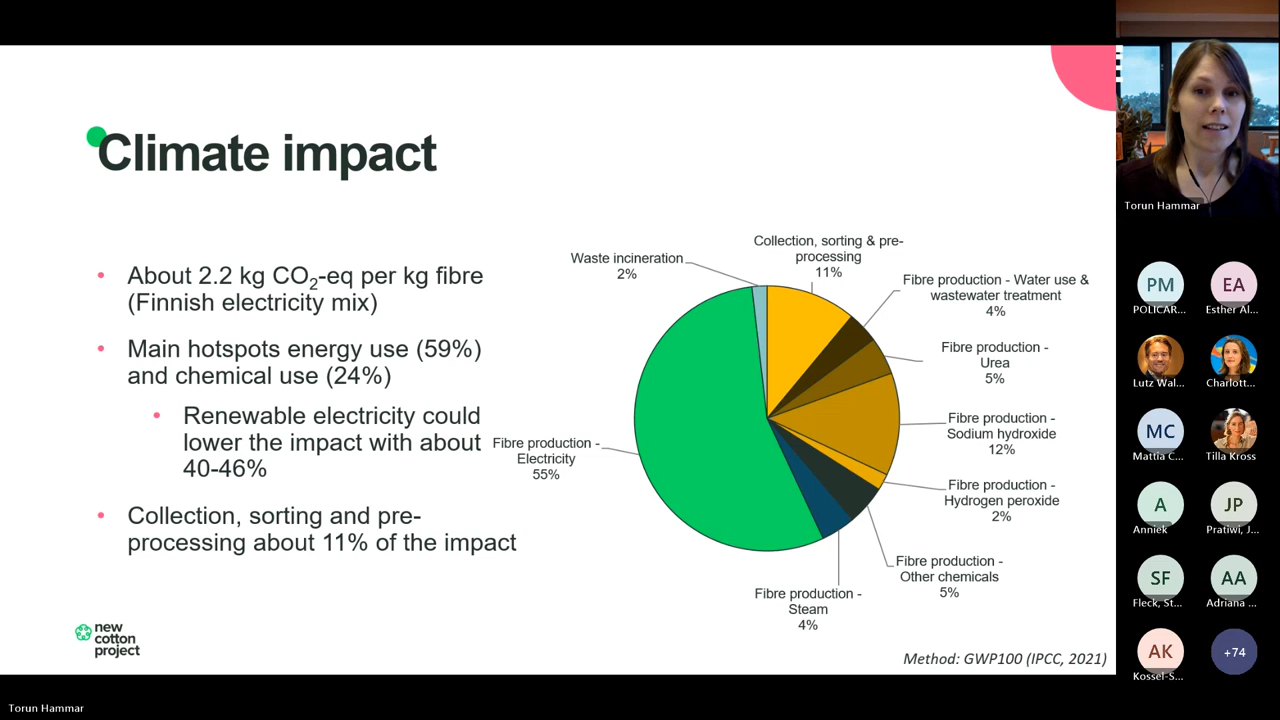 Climate impact
• About 2.2 kg CO₂-eq per kg fibre
(Finnish electricity mix)
• Main hotspots energy use (59%)
and chemical use (24%)
• Renewable electricity could
lower the impact with about
40-46%
• Collection, sorting and pre-
processing about 11% of the impact
Waste incineration
2%
Collection, sorting & pre-
processing
11%
Fibre production - Water use &
wastewater treatment
4%
Fibre production -
Urea
5%
Fibre production -
Sodium hydroxide
12%
Fibre production -
Hydrogen peroxide
2%
Fibre production -
Other chemicals
5%
Fibre production -
Steam
4%
Fibre production -
Electricity
55%
new
cotton
project
Method: GWP100 (IPCC, 2021)
Torun Hammar
Torun Hammar
PM
POLICAR...
EA
Esther Al...
Lutz Wal...
Charlott...
MC
Mattia C...
Tilla Kross
A
Anniek
JP
Pratiwi, J...
SF
Fleck, St...
AA
Adriana ...
AK
Kossel-S...
+74